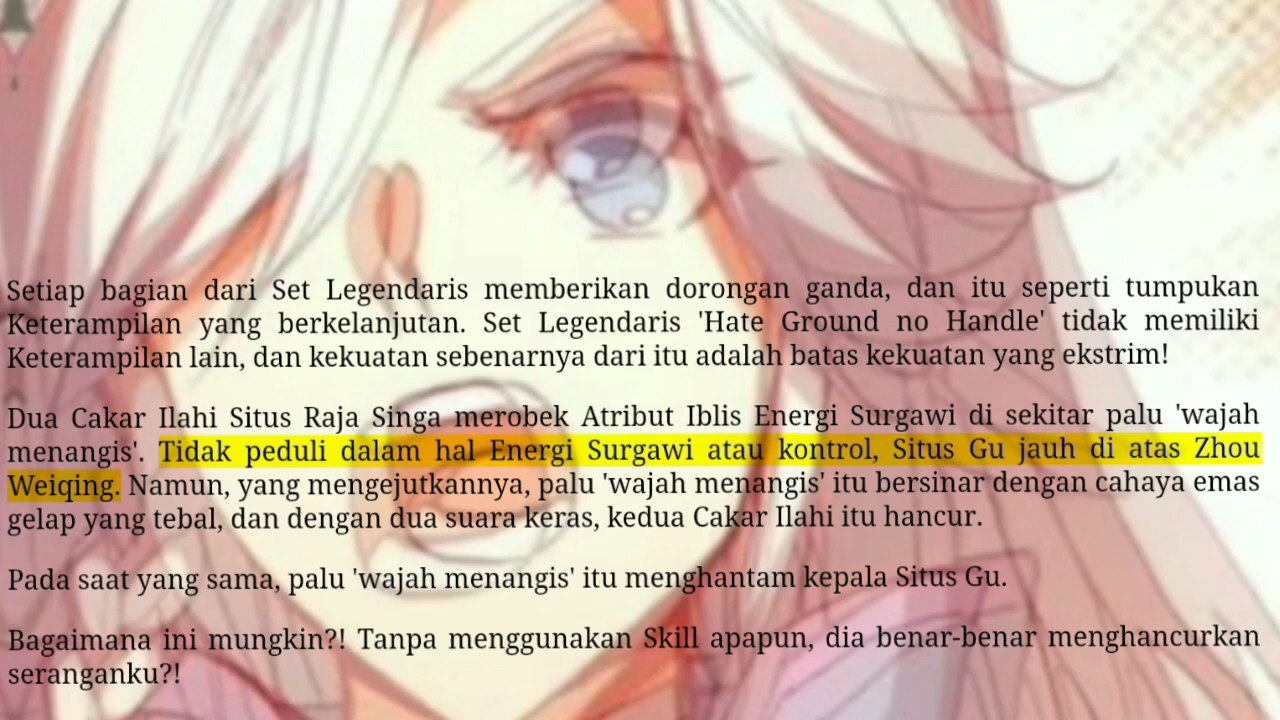 Setiap bagian dari Set Legendaris memberikan dorongan ganda, dan itu seperti tumpukan
Keterampilan yang berkelanjutan. Set Legendaris 'Hate Ground no Handle' tidak memiliki
Keterampilan lain, dan kekuatan sebenarnya dari itu adalah batas kekuatan yang ekstrim!
Dua Cakar Ilahi Situs Raja Singa merobek Atribut Iblis Energi Surgawi di sekitar palu 'wajah
menangis'. Tidak peduli dalam hal Energi Surgawi atau kontrol, Situs Gu jauh di atas Zhou
Weiqing. Namun, yang mengejutkannya, palu 'wajah menangis' itu bersinar dengan cahaya emas
gelap yang tebal, dan dengan dua suara keras, kedua Cakar Ilahi itu hancur.
Pada saat yang sama, palu 'wajah menangis' itu menghantam kepala Situs Gu.
Bagaimana ini mungkin?! Tanpa menggunakan Skill apapun, dia benar-benar menghancurkan
seranganku?!